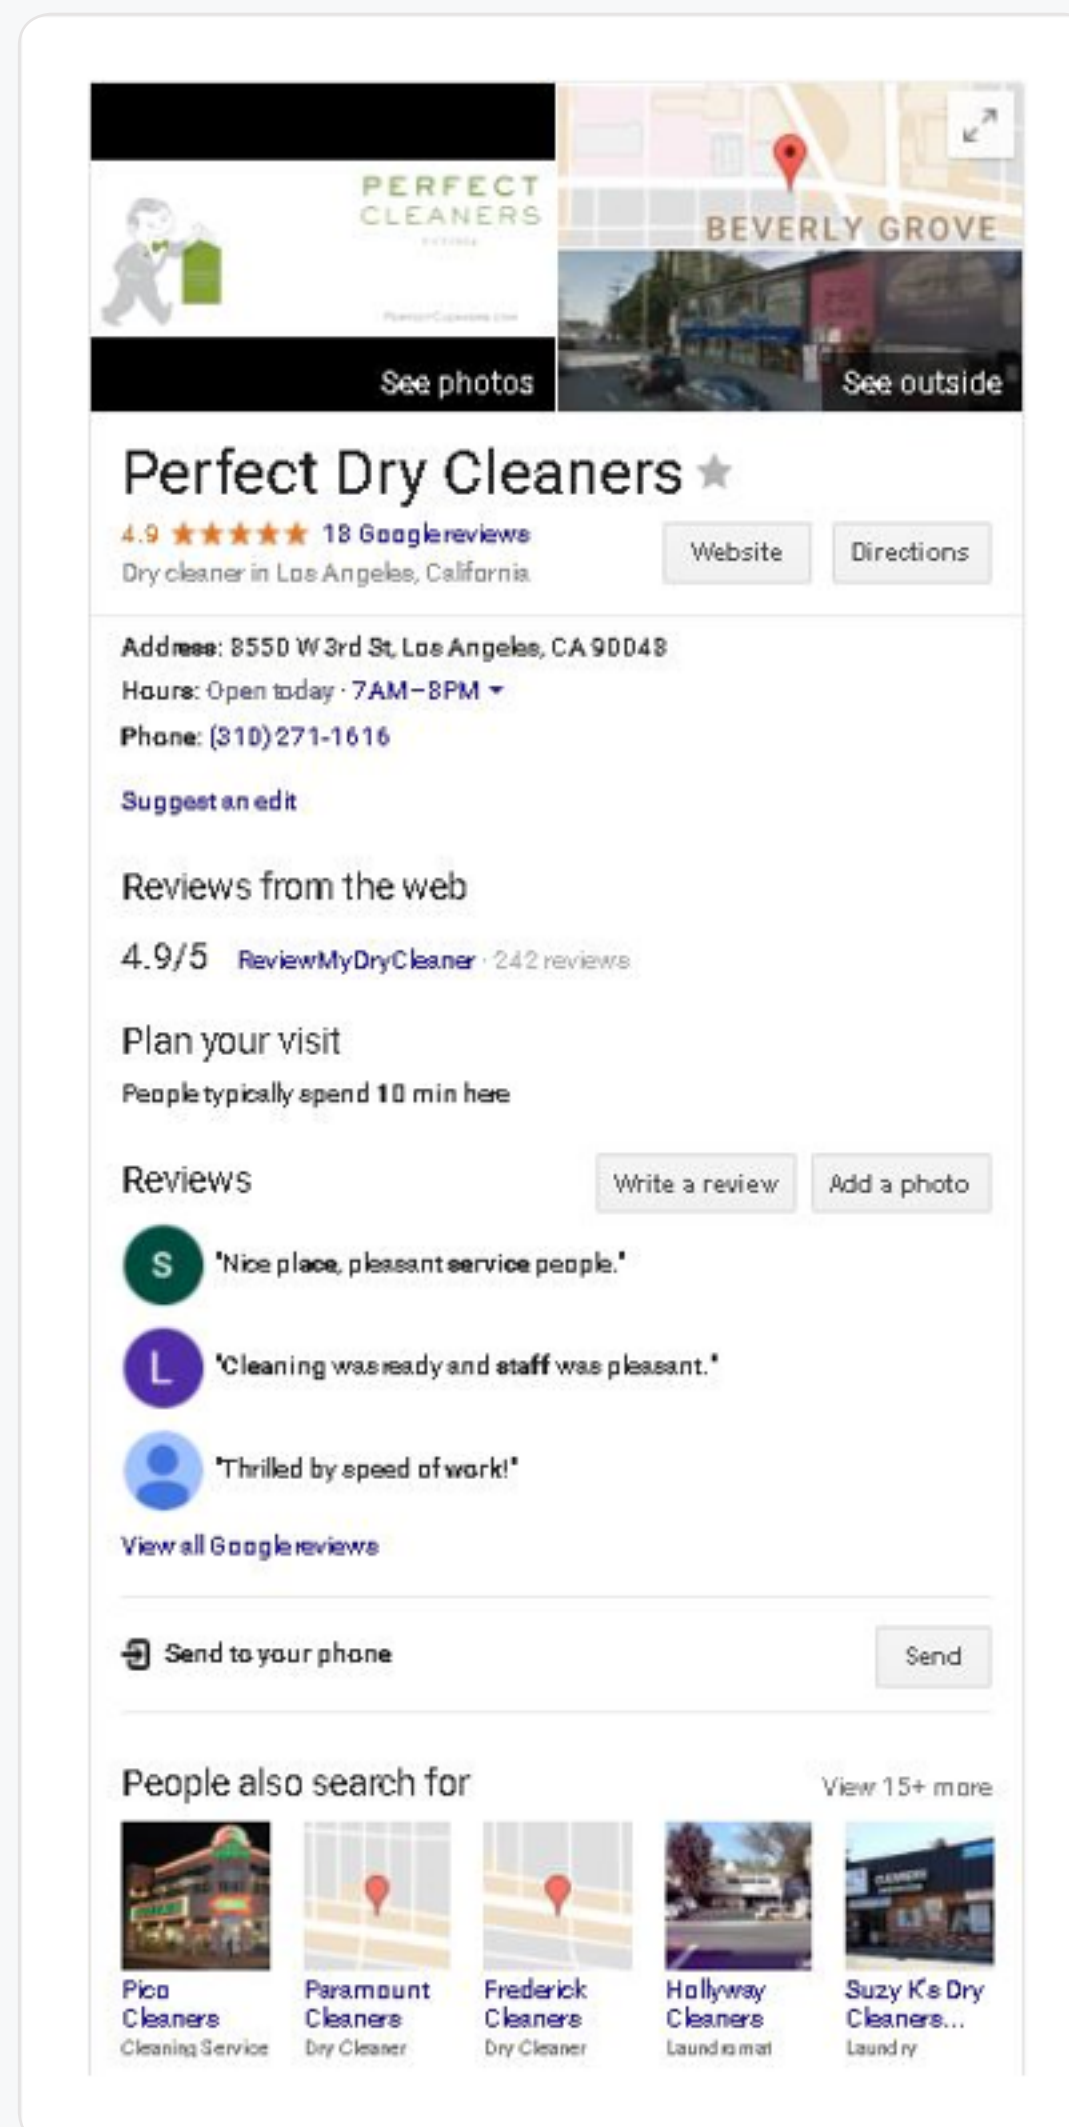 PERFECT
CLEANERS
BEVERLY GROVE
See photos
See outside
Perfect Dry Cleaners
4.9 18 Google reviews
Website
Directions
Dry cleaner in Los Angeles, California
Address: 8550 W 3rd St, Los Angeles, CA 90048
Hours: Open today · 7AM–8PM
Phone: (310) 271-1616
Suggest an edit
Reviews from the web
4.9/5 ReviewMyDryCleaner · 242 reviews
Plan your visit
People typically spend 10 min here
Reviews
Write a review
Add a photo
S
"Nice place, pleasant service people."
L
"Cleaning was ready and staff was pleasant."
"Thrilled by speed of work!"
View all Google reviews
Send to your phone
Send
People also search for
View 15+ more
Pico
Cleaners
Cleaning Service
Paramount
Cleaners
Dry Cleaner
Frederick
Cleaners
Dry Cleaner
Hollyway
Cleaners
Laundromat
Suzy K's Dry
Cleaners...
Laundry